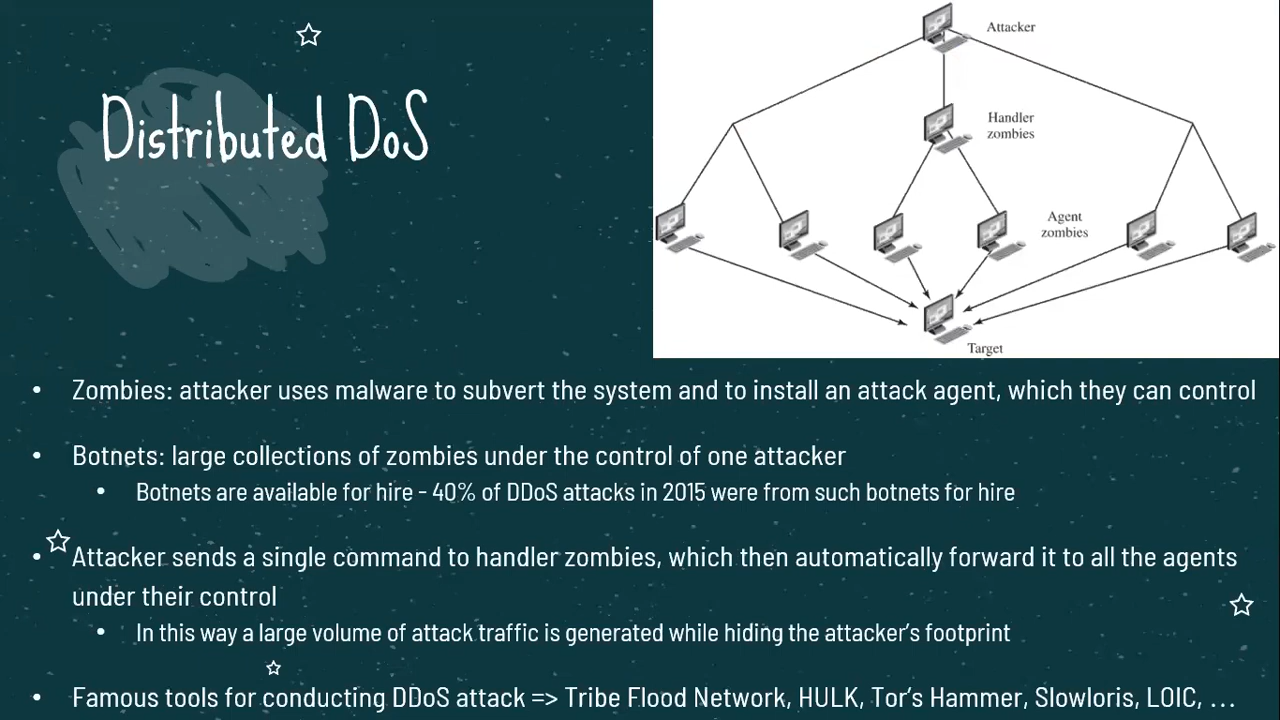 Distributed DoS
Attacker
Handler
zombies
Agent
zombies
Target
• Zombies: attacker uses malware to subvert the system and to install an attack agent, which they can control
• Botnets: large collections of zombies under the control of one attacker
• Botnets are available for hire - 40% of DDoS attacks in 2015 were from such botnets for hire
• Attacker sends a single command to handler zombies, which then automatically forward it to all the agents
under their control
• In this way a large volume of attack traffic is generated while hiding the attacker's footprint
• Famous tools for conducting DDoS attack => Tribe Flood Network, HULK, Tor's Hammer, Slowloris, LOIC, ...